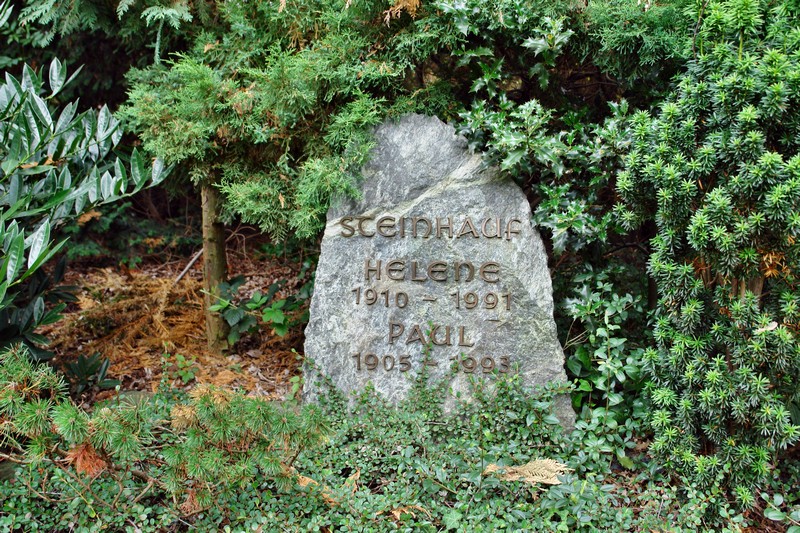 STEINHAUF
HELENE
1910 – 1991
PAUL
1905 – 1993